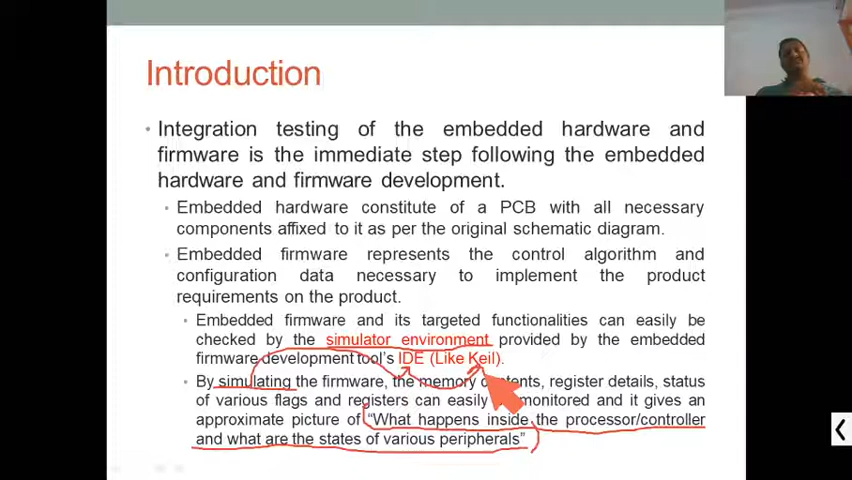 Introduction
• Integration testing of the embedded hardware and
firmware is the immediate step following the embedded
hardware and firmware development.
• Embedded hardware constitute of a PCB with all necessary
components affixed to it as per the original schematic diagram.
• Embedded firmware represents the control algorithm and
configuration data necessary to implement the product
requirements on the product.
• Embedded firmware and its targeted functionalities can easily be
checked by the simulator environment provided by the embedded
firmware development tool's IDE (Like Keil).
• By simulating the firmware, the memory contents, register details, status
of various flags and registers can easily monitored and it gives an
approximate picture of “What happens inside the processor/controller
and what are the states of various peripherals”